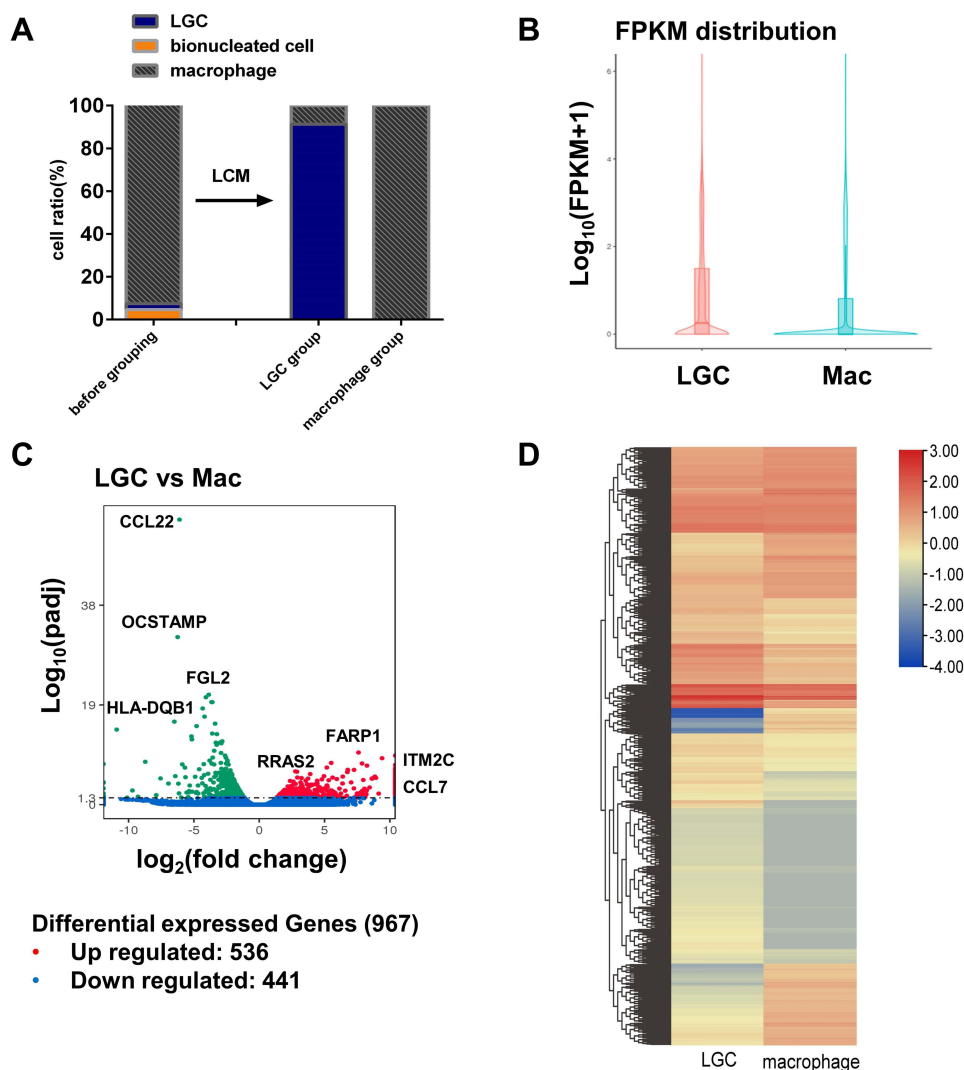 A
LGC
bionucleated cell
macrophage
cell ratio(%)
100
80
60
40
20
0
LCM
before grouping
LGC group
macrophage group
B
FPKM distribution
Log10(FPKM+1)
6
4
2
0
LGC
Mac
C
LGC vs Mac
Log10(padj)
38
19
1.3
0
CCL22
OCSTAMP
FGL2
HLA-DQB1
FARP1
RRAS2
ITM2C
CCL7
-10
-5
0
5
10
log2(fold change)
Differential expressed Genes (967)
Up regulated: 536
Down regulated: 441
D
3.00
1.00
0.00
-1.00
-2.00
-3.00
-4.00
LGC
macrophage